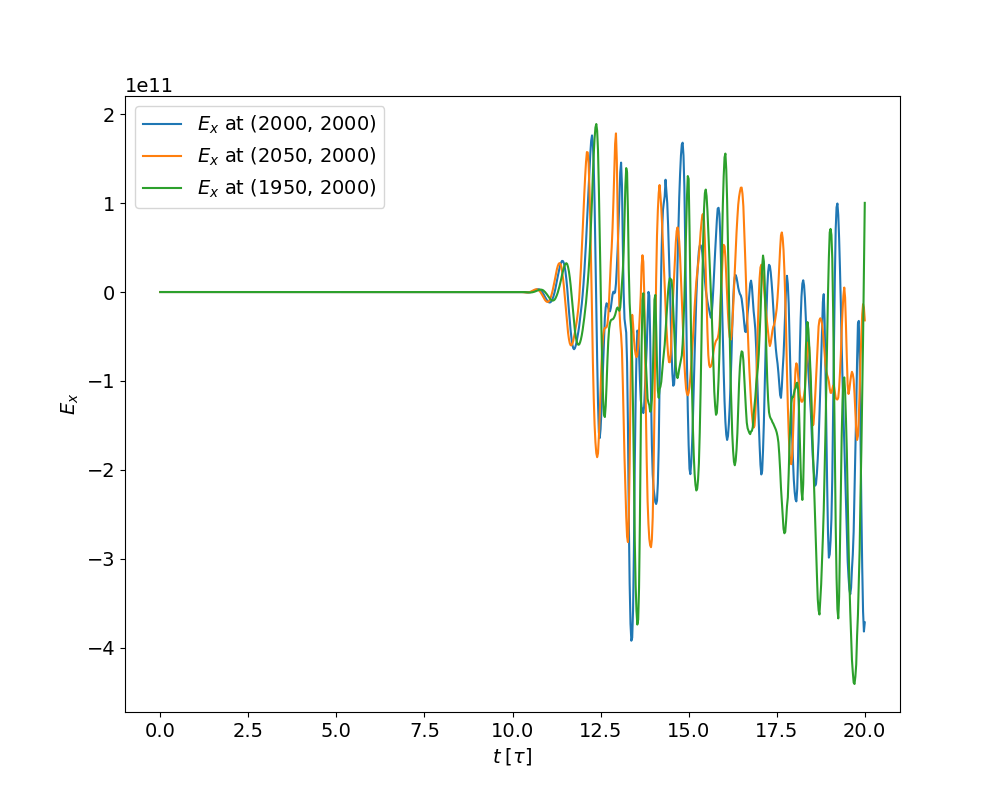 1e11
E_x at (2000, 2000)
E_x at (2050, 2000)
E_x at (1950, 2000)
2
1
0
−1
−2
−3
−4
E_x
0.0 2.5 5.0 7.5 10.0 12.5 15.0 17.5 20.0
t [τ]